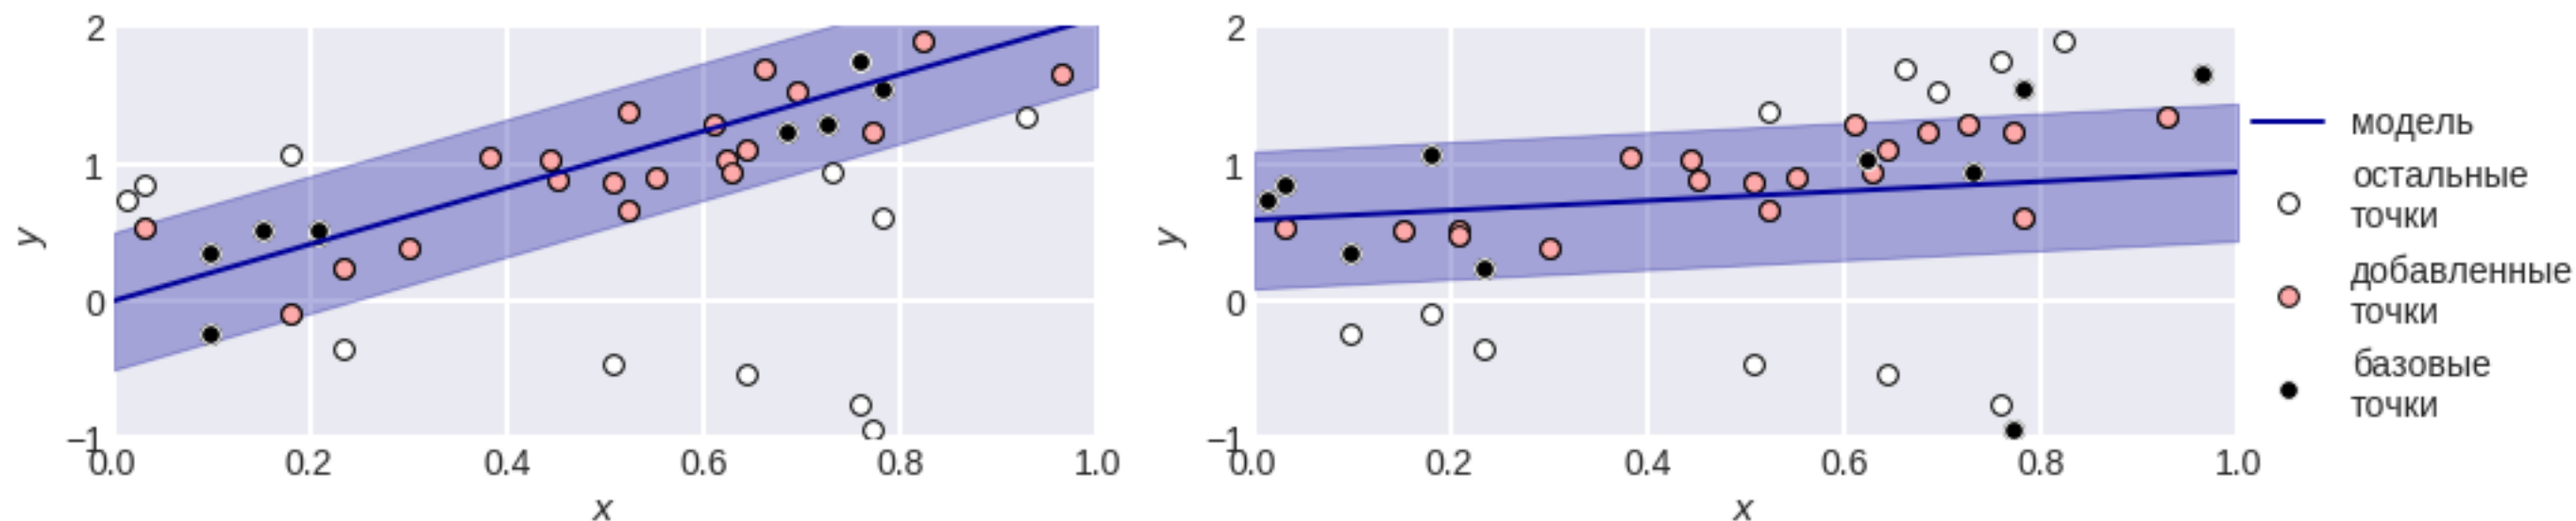 2
1
0
−1
y
0.0 0.2 0.4 0.6 0.8 1.0
x
2
1
0
−1
y
0.0 0.2 0.4 0.6 0.8 1.0
x
модель
остальные
точки
добавленные
точки
базовые
точки